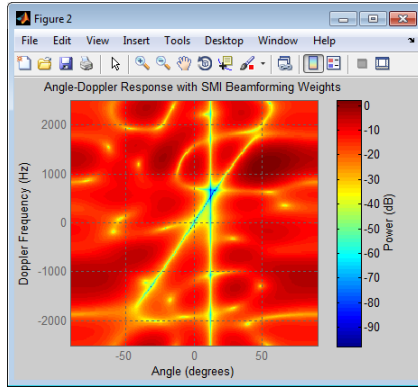 Figure 2
File Edit View Insert Tools Desktop Window Help
Angle-Doppler Response with SMI Beamforming Weights
Doppler Frequency (Hz)
2000
1000
0
-1000
-2000
-50 0 50
Angle (degrees)
0
-10
-20
-30
-40
-50
-60
-70
-80
-90
Power (dB)